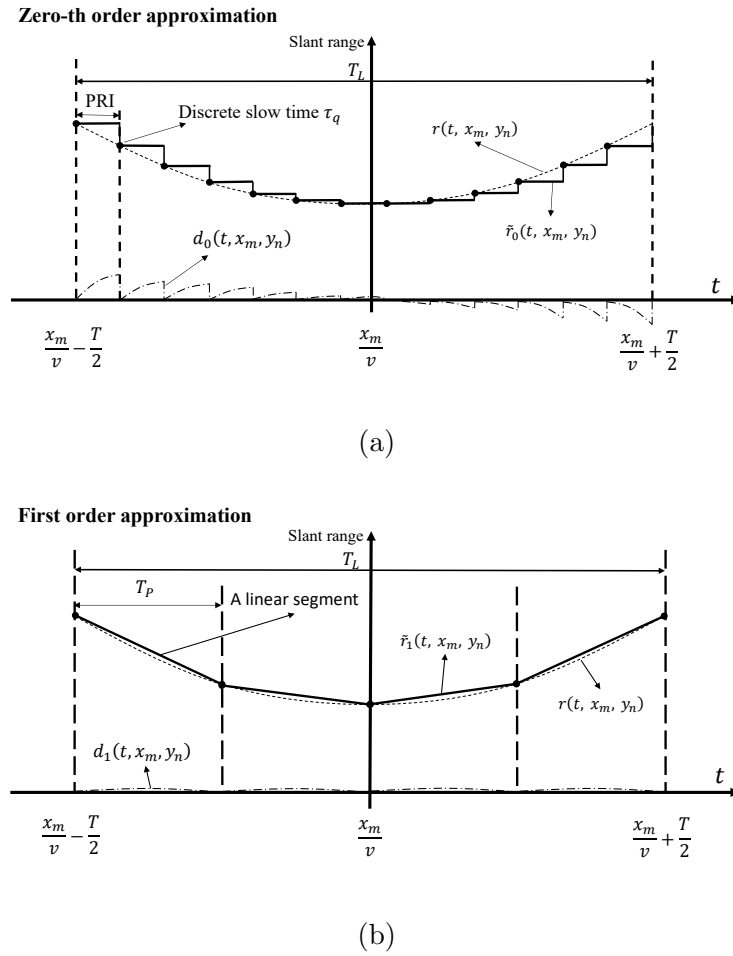 Zero-th order approximation
Slant range
T_L
PRI
Discrete slow time τ_q
r(t, x_m, y_n)
r̃_0(t, x_m, y_n)
d_0(t, x_m, y_n)
t
x_m/v − T/2
x_m/v
x_m/v + T/2
(a)
First order approximation
Slant range
T_L
T_P
A linear segment
r̃_1(t, x_m, y_n)
r(t, x_m, y_n)
d_1(t, x_m, y_n)
t
x_m/v − T/2
x_m/v
x_m/v + T/2
(b)